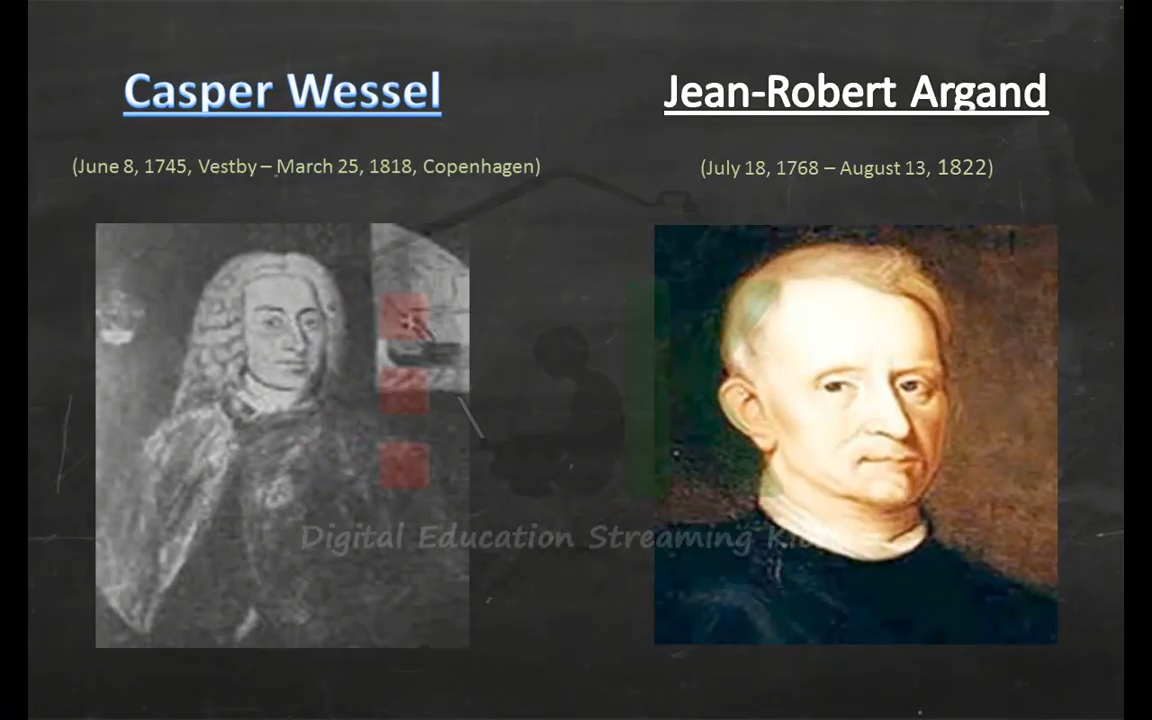 Casper Wessel
Jean-Robert Argand
(June 8, 1745, Vestby – March 25, 1818, Copenhagen)
(July 18, 1768 – August 13, 1822)
Digital Education Streaming